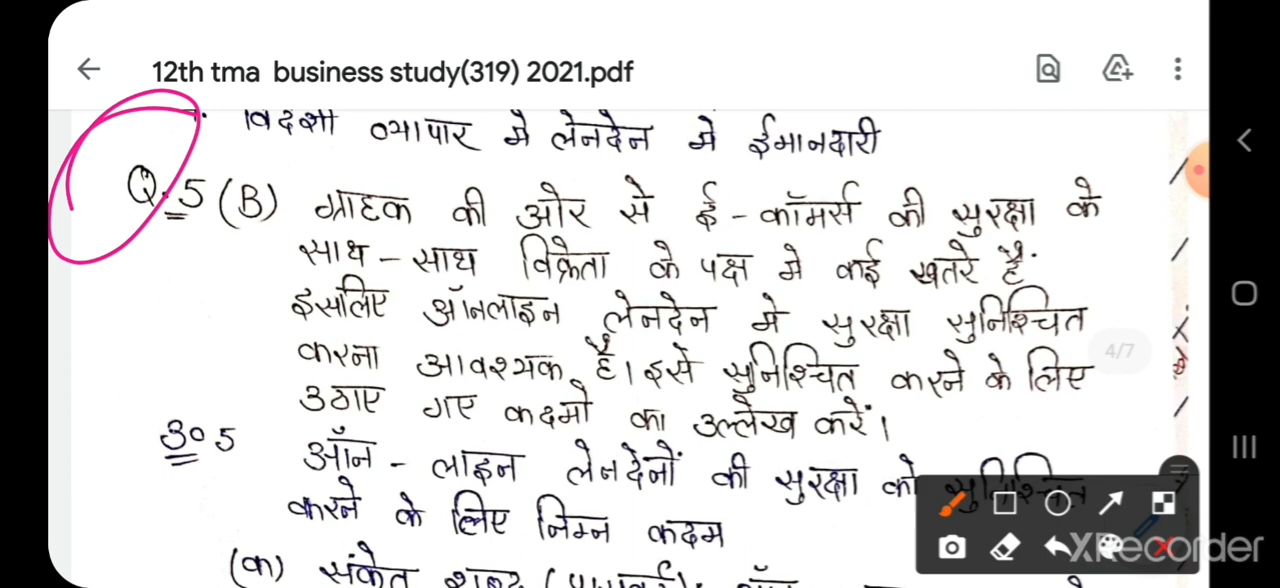 12th tma business study(319) 2021.pdf
विदेशी व्यापार मे लेनदेन मे ईमानदारी
Q.5 (B) ग्राहक की ओर से ई-कॉमर्स की सुरक्षा के
साथ-साथ विक्रेता के पक्ष मे कई खतरे है.
इसलिए ऑनलाइन लेनदेन मे सुरक्षा सुनिश्चित
4/7
करना आवश्यक है। इसे सुनिश्चित करने के लिए
उठाए गए कदमो का उल्लेख करें।
उ० 5 ऑन-लाइन लेनदेनों की सुरक्षा को सुनिश्चित
करने के लिए निम्न कदम
(क) संकेत शब्द
XRecorder